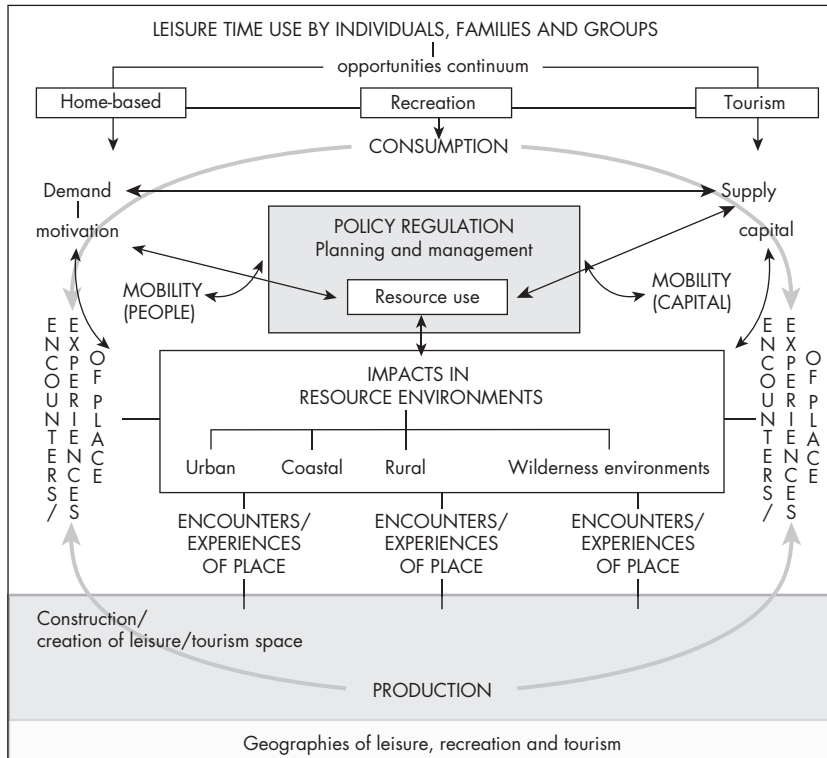 LEISURE TIME USE BY INDIVIDUALS, FAMILIES AND GROUPS
opportunities continuum
Home-based
Recreation
Tourism
CONSUMPTION
Demand
motivation
Supply
capital
POLICY REGULATION
Planning and management
Resource use
MOBILITY
(PEOPLE)
MOBILITY
(CAPITAL)
ENCOUNTERS/
EXPERIENCES
OF PLACE
ENCOUNTERS/
EXPERIENCES
OF PLACE
IMPACTS IN
RESOURCE ENVIRONMENTS
Urban
Coastal
Rural
Wilderness environments
ENCOUNTERS/
EXPERIENCES
OF PLACE
ENCOUNTERS/
EXPERIENCES
OF PLACE
ENCOUNTERS/
EXPERIENCES
OF PLACE
Construction/
creation of leisure/tourism space
PRODUCTION
Geographies of leisure, recreation and tourism